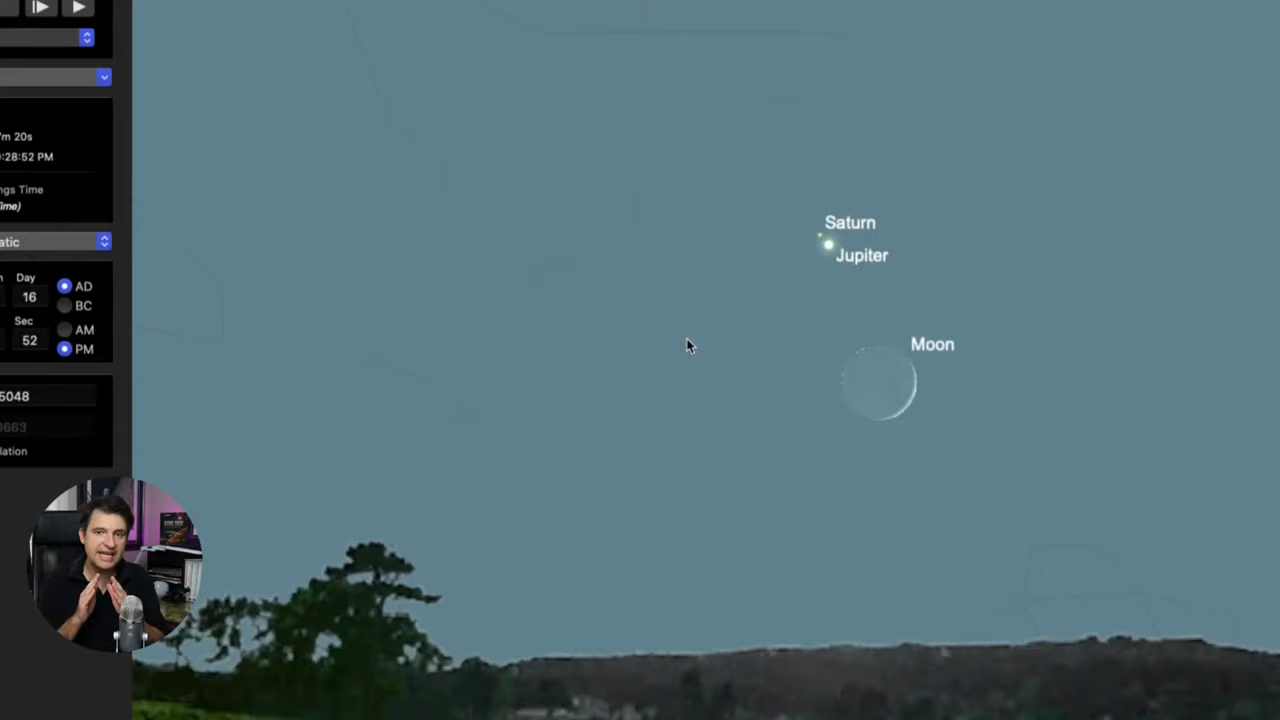 'm 20s
:28:52 PM
ngs Time
ime)
atic
Day
16
AD
BC
Sec
52
AM
PM
5048
0663
lation
Saturn
Jupiter
Moon